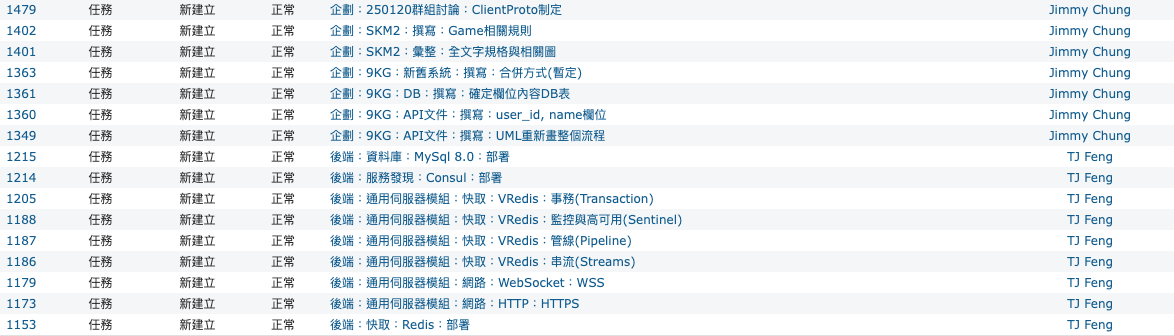 1479 任務 新建立 正常 企劃：250120群組討論：ClientProto制定 Jimmy Chung
1402 任務 新建立 正常 企劃：SKM2：撰寫：Game相關規則 Jimmy Chung
1401 任務 新建立 正常 企劃：SKM2：彙整：全文字規格與相關圖 Jimmy Chung
1363 任務 新建立 正常 企劃：9KG：新舊系統：撰寫：合併方式(暫定) Jimmy Chung
1361 任務 新建立 正常 企劃：9KG：DB：撰寫：確定欄位內容DB表 Jimmy Chung
1360 任務 新建立 正常 企劃：9KG：API文件：撰寫：user_id, name欄位 Jimmy Chung
1349 任務 新建立 正常 企劃：9KG：API文件：撰寫：UML重新畫整個流程 Jimmy Chung
1215 任務 新建立 正常 後端：資料庫：MySql 8.0：部署 TJ Feng
1214 任務 新建立 正常 後端：服務發現：Consul：部署 TJ Feng
1205 任務 新建立 正常 後端：通用伺服器模組：快取：VRedis：事務(Transaction) TJ Feng
1188 任務 新建立 正常 後端：通用伺服器模組：快取：VRedis：監控與高可用(Sentinel) TJ Feng
1187 任務 新建立 正常 後端：通用伺服器模組：快取：VRedis：管線(Pipeline) TJ Feng
1186 任務 新建立 正常 後端：通用伺服器模組：快取：VRedis：串流(Streams) TJ Feng
1179 任務 新建立 正常 後端：通用伺服器模組：網路：WebSocket：WSS TJ Feng
1173 任務 新建立 正常 後端：通用伺服器模組：網路：HTTP：HTTPS TJ Feng
1153 任務 新建立 正常 後端：快取：Redis：部署 TJ Feng